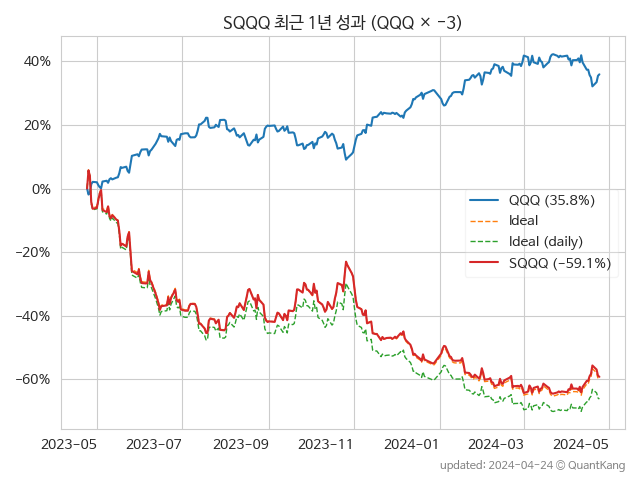 SQQQ 최근 1년 성과 (QQQ × −3)
40%
20%
0%
−20%
−40%
−60%
QQQ (35.8%)
Ideal
Ideal (daily)
SQQQ (−59.1%)
2023-05 2023-07 2023-09 2023-11 2024-01 2024-03 2024-05
updated: 2024-04-24 © QuantKang